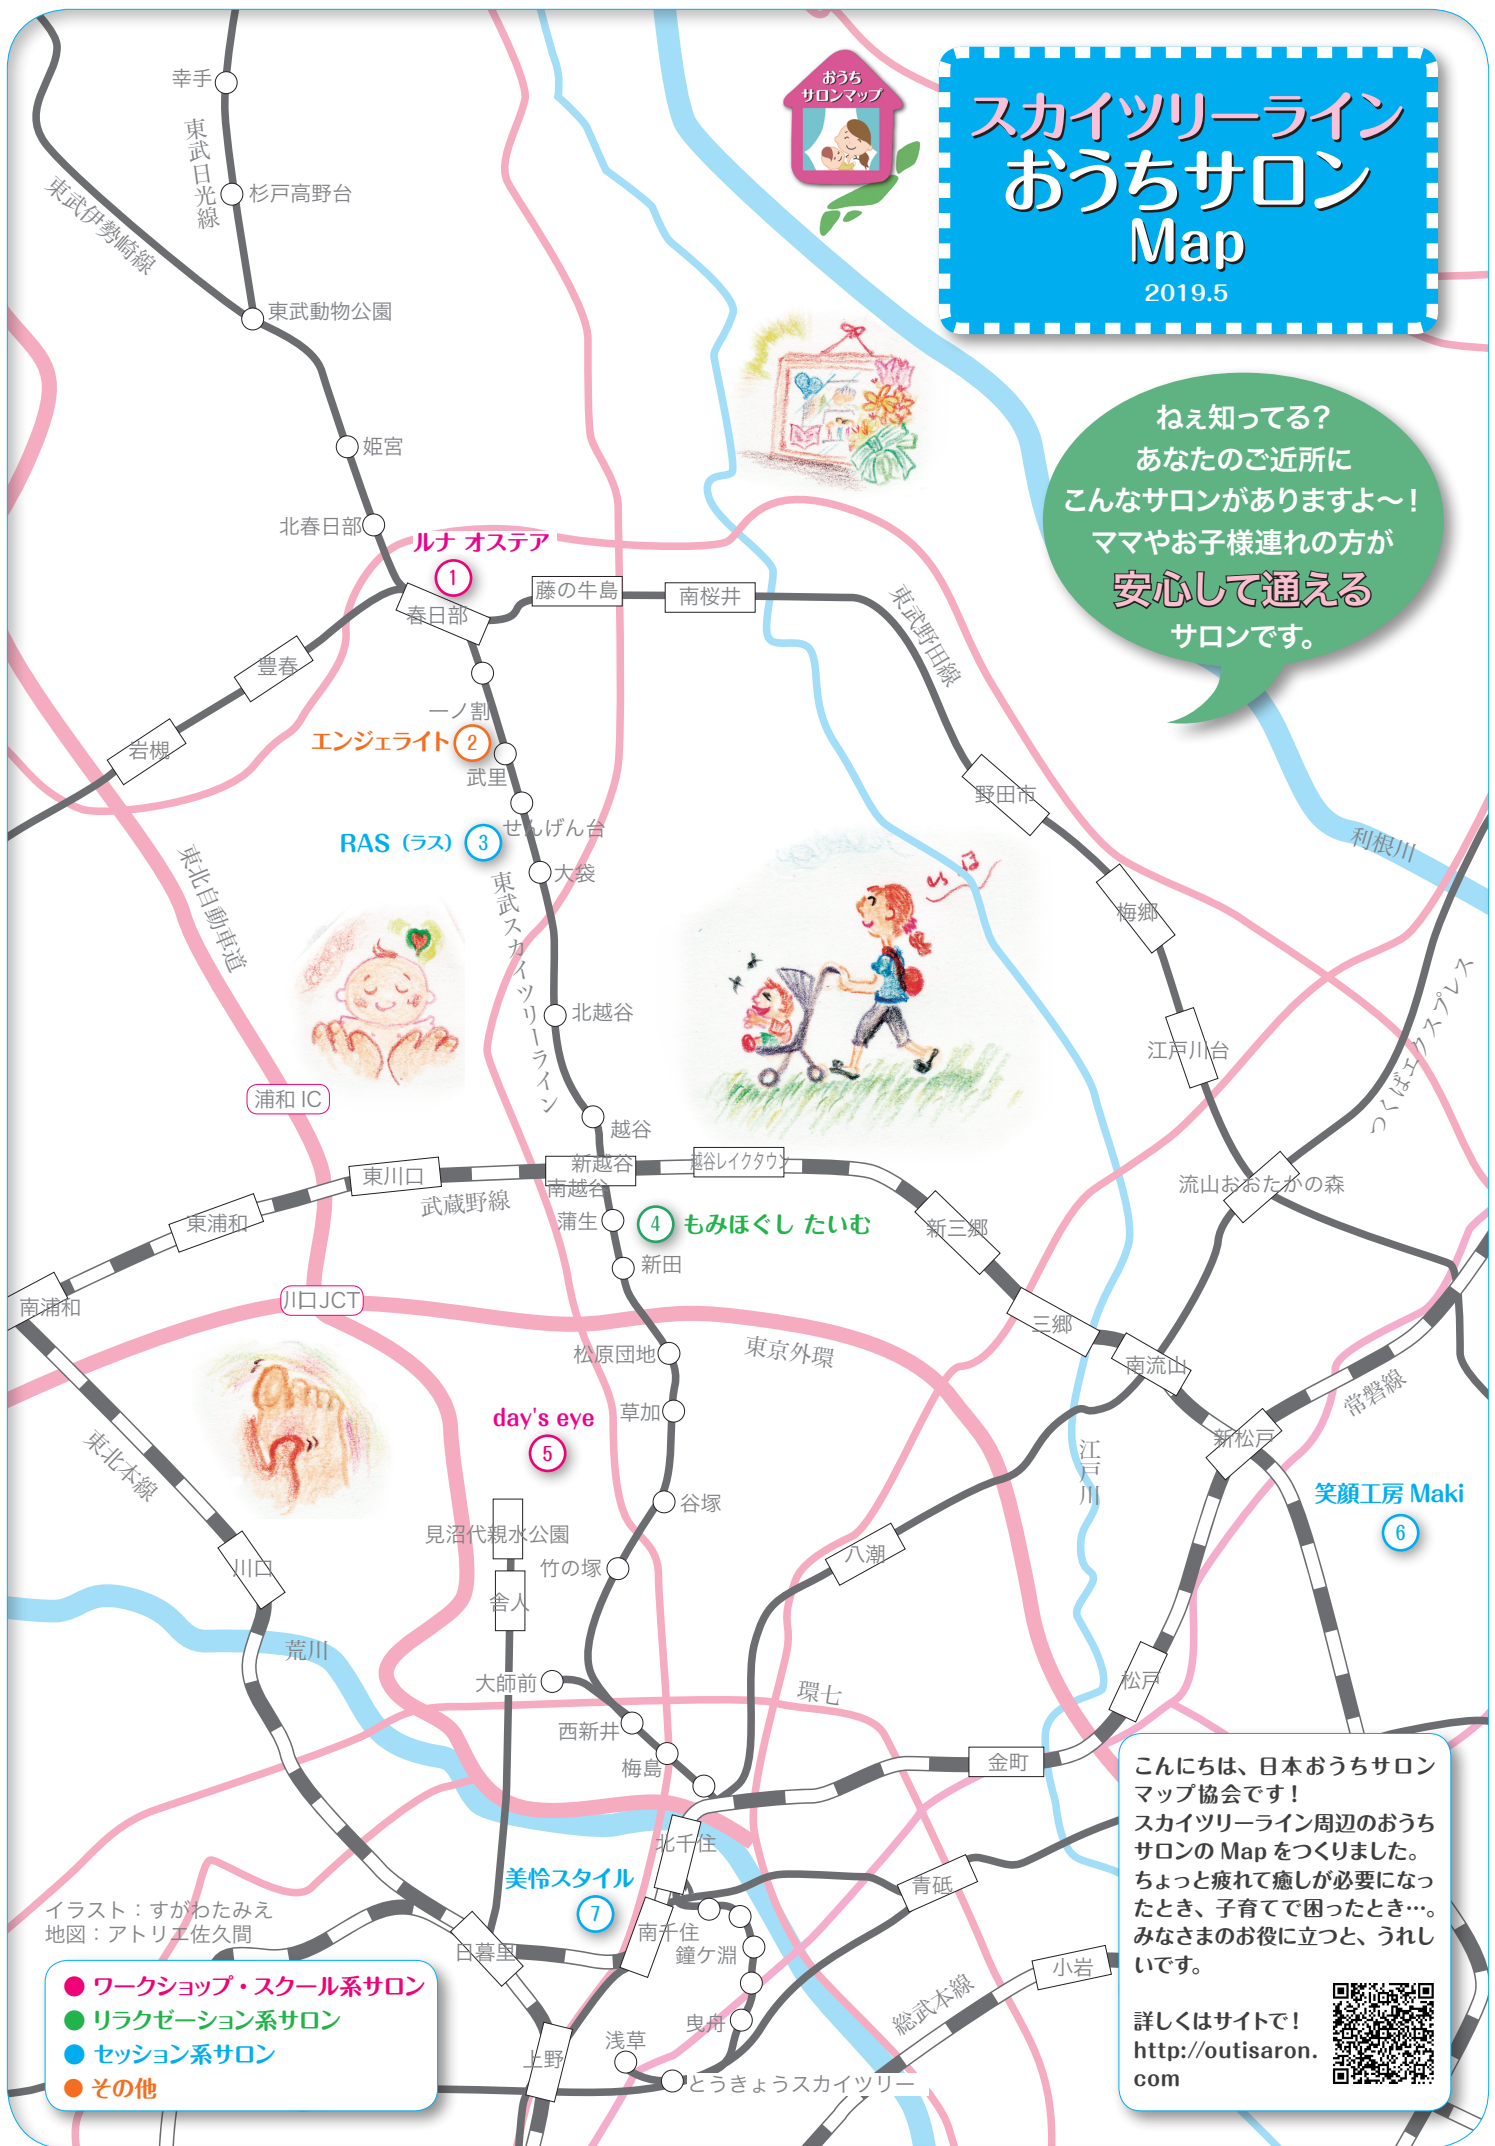 おうち
サロンマップ
スカイツリーライン
おうちサロン
Map
2019.5
ねぇ知ってる?
あなたのご近所に
こんなサロンがありますよ〜!
ママやお子様連れの方が
安心して通える
サロンです。
幸手
東武日光線
杉戸高野台
東武伊勢崎線
東武動物公園
姫宮
北春日部
ルナ オステア
1
春日部
藤の牛島
南桜井
東武野田線
豊春
岩槻
一ノ割
エンジェライト
2
武里
野田市
せんげん台
RAS(ラス)
3
大袋
利根川
東北自動車道
東武スカイツリーライン
梅郷
つくばエクスプレス
北越谷
江戸川台
浦和 IC
越谷
新越谷
南越谷
越谷レイクタウン
東川口
武蔵野線
東浦和
流山おおたかの森
蒲生
4
もみほぐし たいむ
新三郷
新田
南浦和
川口JCT
三郷
松原団地
東京外環
南流山
常磐線
day's eye
5
草加
東北本線
江戸川
新松戸
谷塚
笑顔工房 Maki
6
見沼代親水公園
竹の塚
八潮
川口
舎人
荒川
大師前
環七
松戸
西新井
梅島
金町
北千住
美怜スタイル
7
青砥
南千住
鐘ケ淵
日暮里
曳舟
総武本線
小岩
浅草
上野
とうきょうスカイツリー
イラスト:すがわたみえ
地図:アトリエ佐久間
● ワークショップ・スクール系サロン
● リラクゼーション系サロン
● セッション系サロン
● その他
こんにちは、日本おうちサロン
マップ協会です!
スカイツリーライン周辺のおうち
サロンの Map をつくりました。
ちょっと疲れて癒しが必要になっ
たとき、子育てで困ったとき…。
みなさまのお役に立つと、うれし
いです。
詳しくはサイトで!
http://outisaron.
com